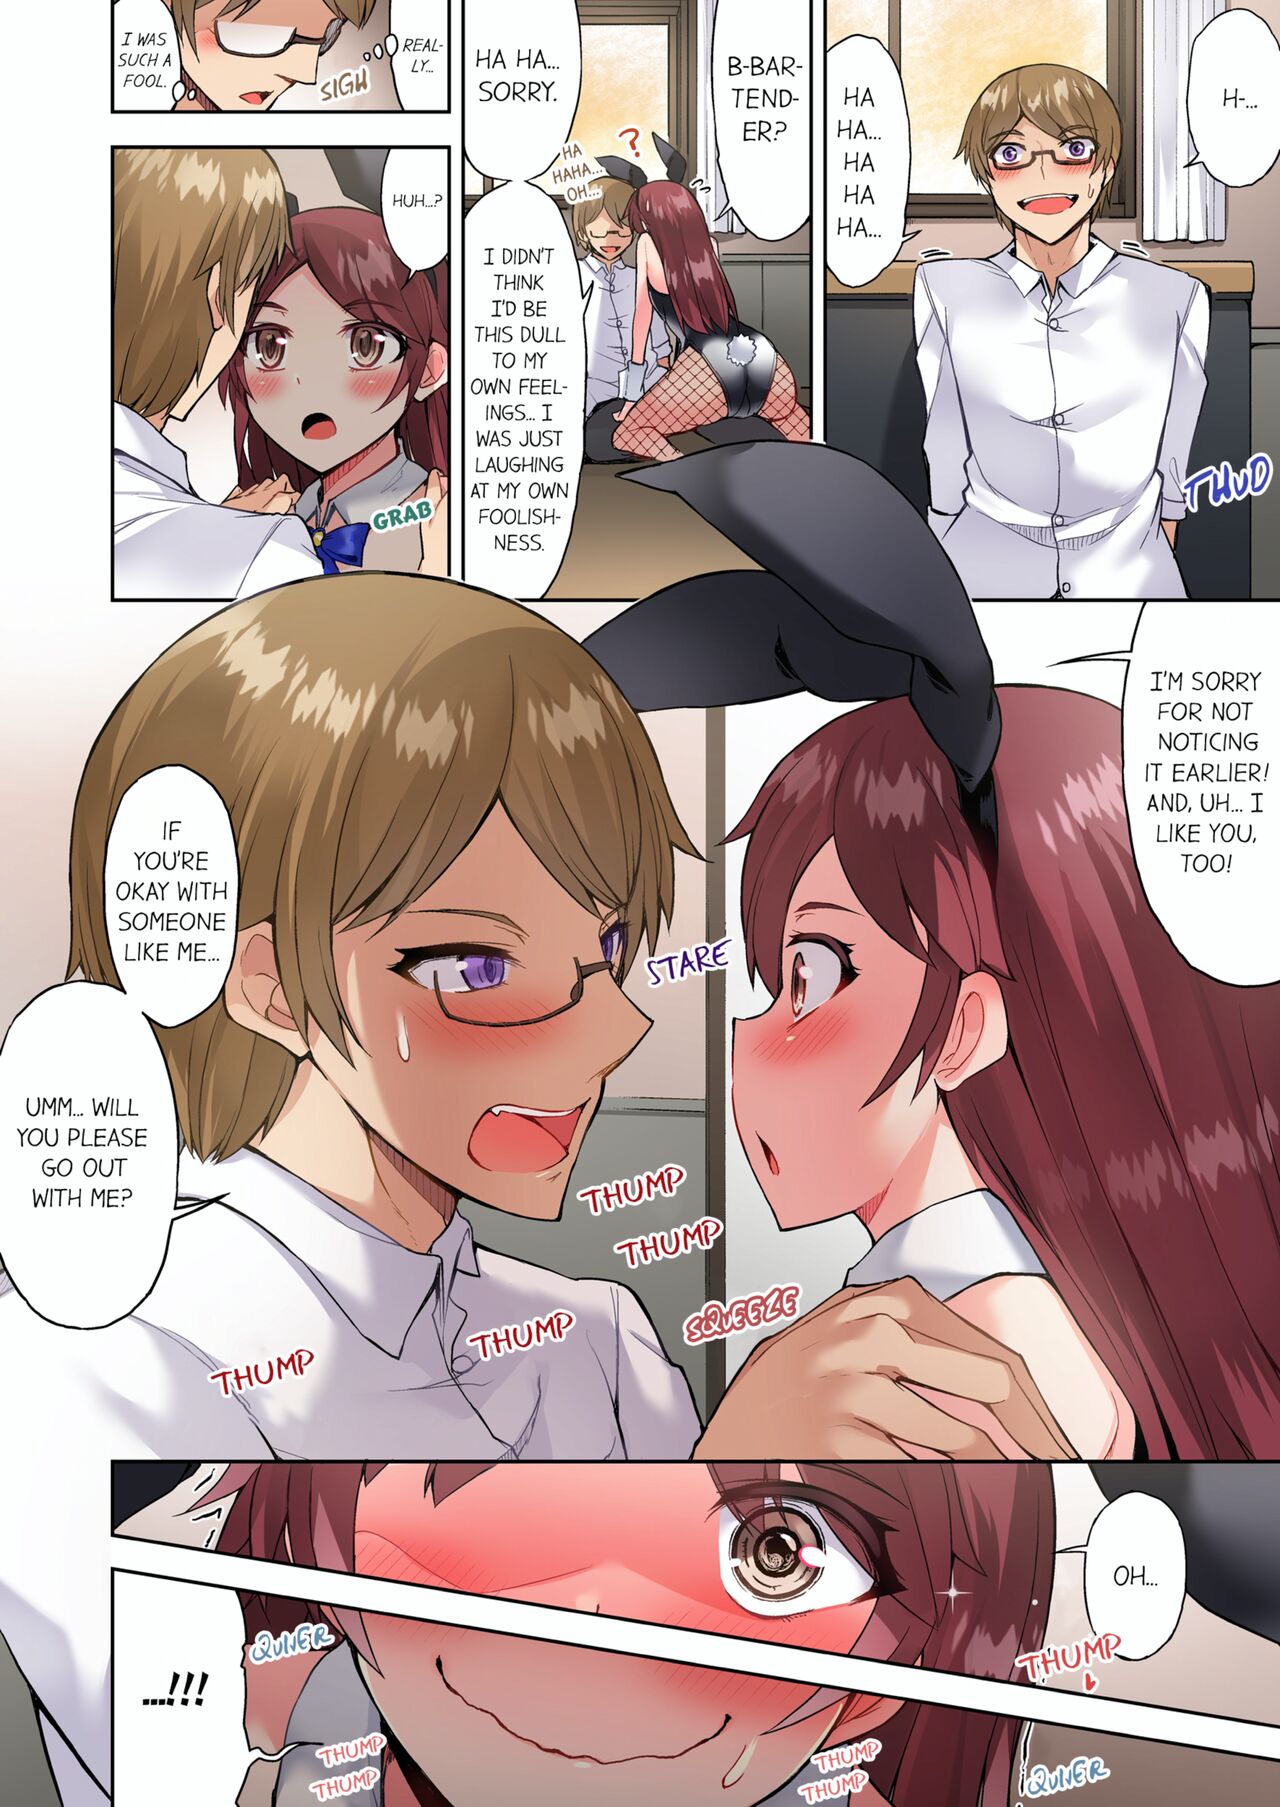 H-...
HA
HA...
HA
HA
HA...
THUD
B-BAR-
TEND-
ER?
?
HA
HAHA...
OH...
HA HA...
SORRY.
I DIDN'T
THINK
I'D BE
THIS DULL
TO MY
OWN FEEL-
INGS... I
WAS JUST
LAUGHING
AT MY OWN
FOOLISH-
NESS.
REAL-
LY...
SIGH
I WAS
SUCH A
FOOL.
HUH...?
GRAB
I'M SORRY
FOR NOT
NOTICING
IT EARLIER!
AND, UH... I
LIKE YOU,
TOO!
STARE
IF
YOU'RE
OKAY WITH
SOMEONE
LIKE ME...
UMM... WILL
YOU PLEASE
GO OUT
WITH ME?
THUMP
THUMP
SQUEEZE
THUMP
THUMP
OH...
THUMP
QUIVER
...!!!
THUMP
THUMP
THUMP
THUMP
QUIVER